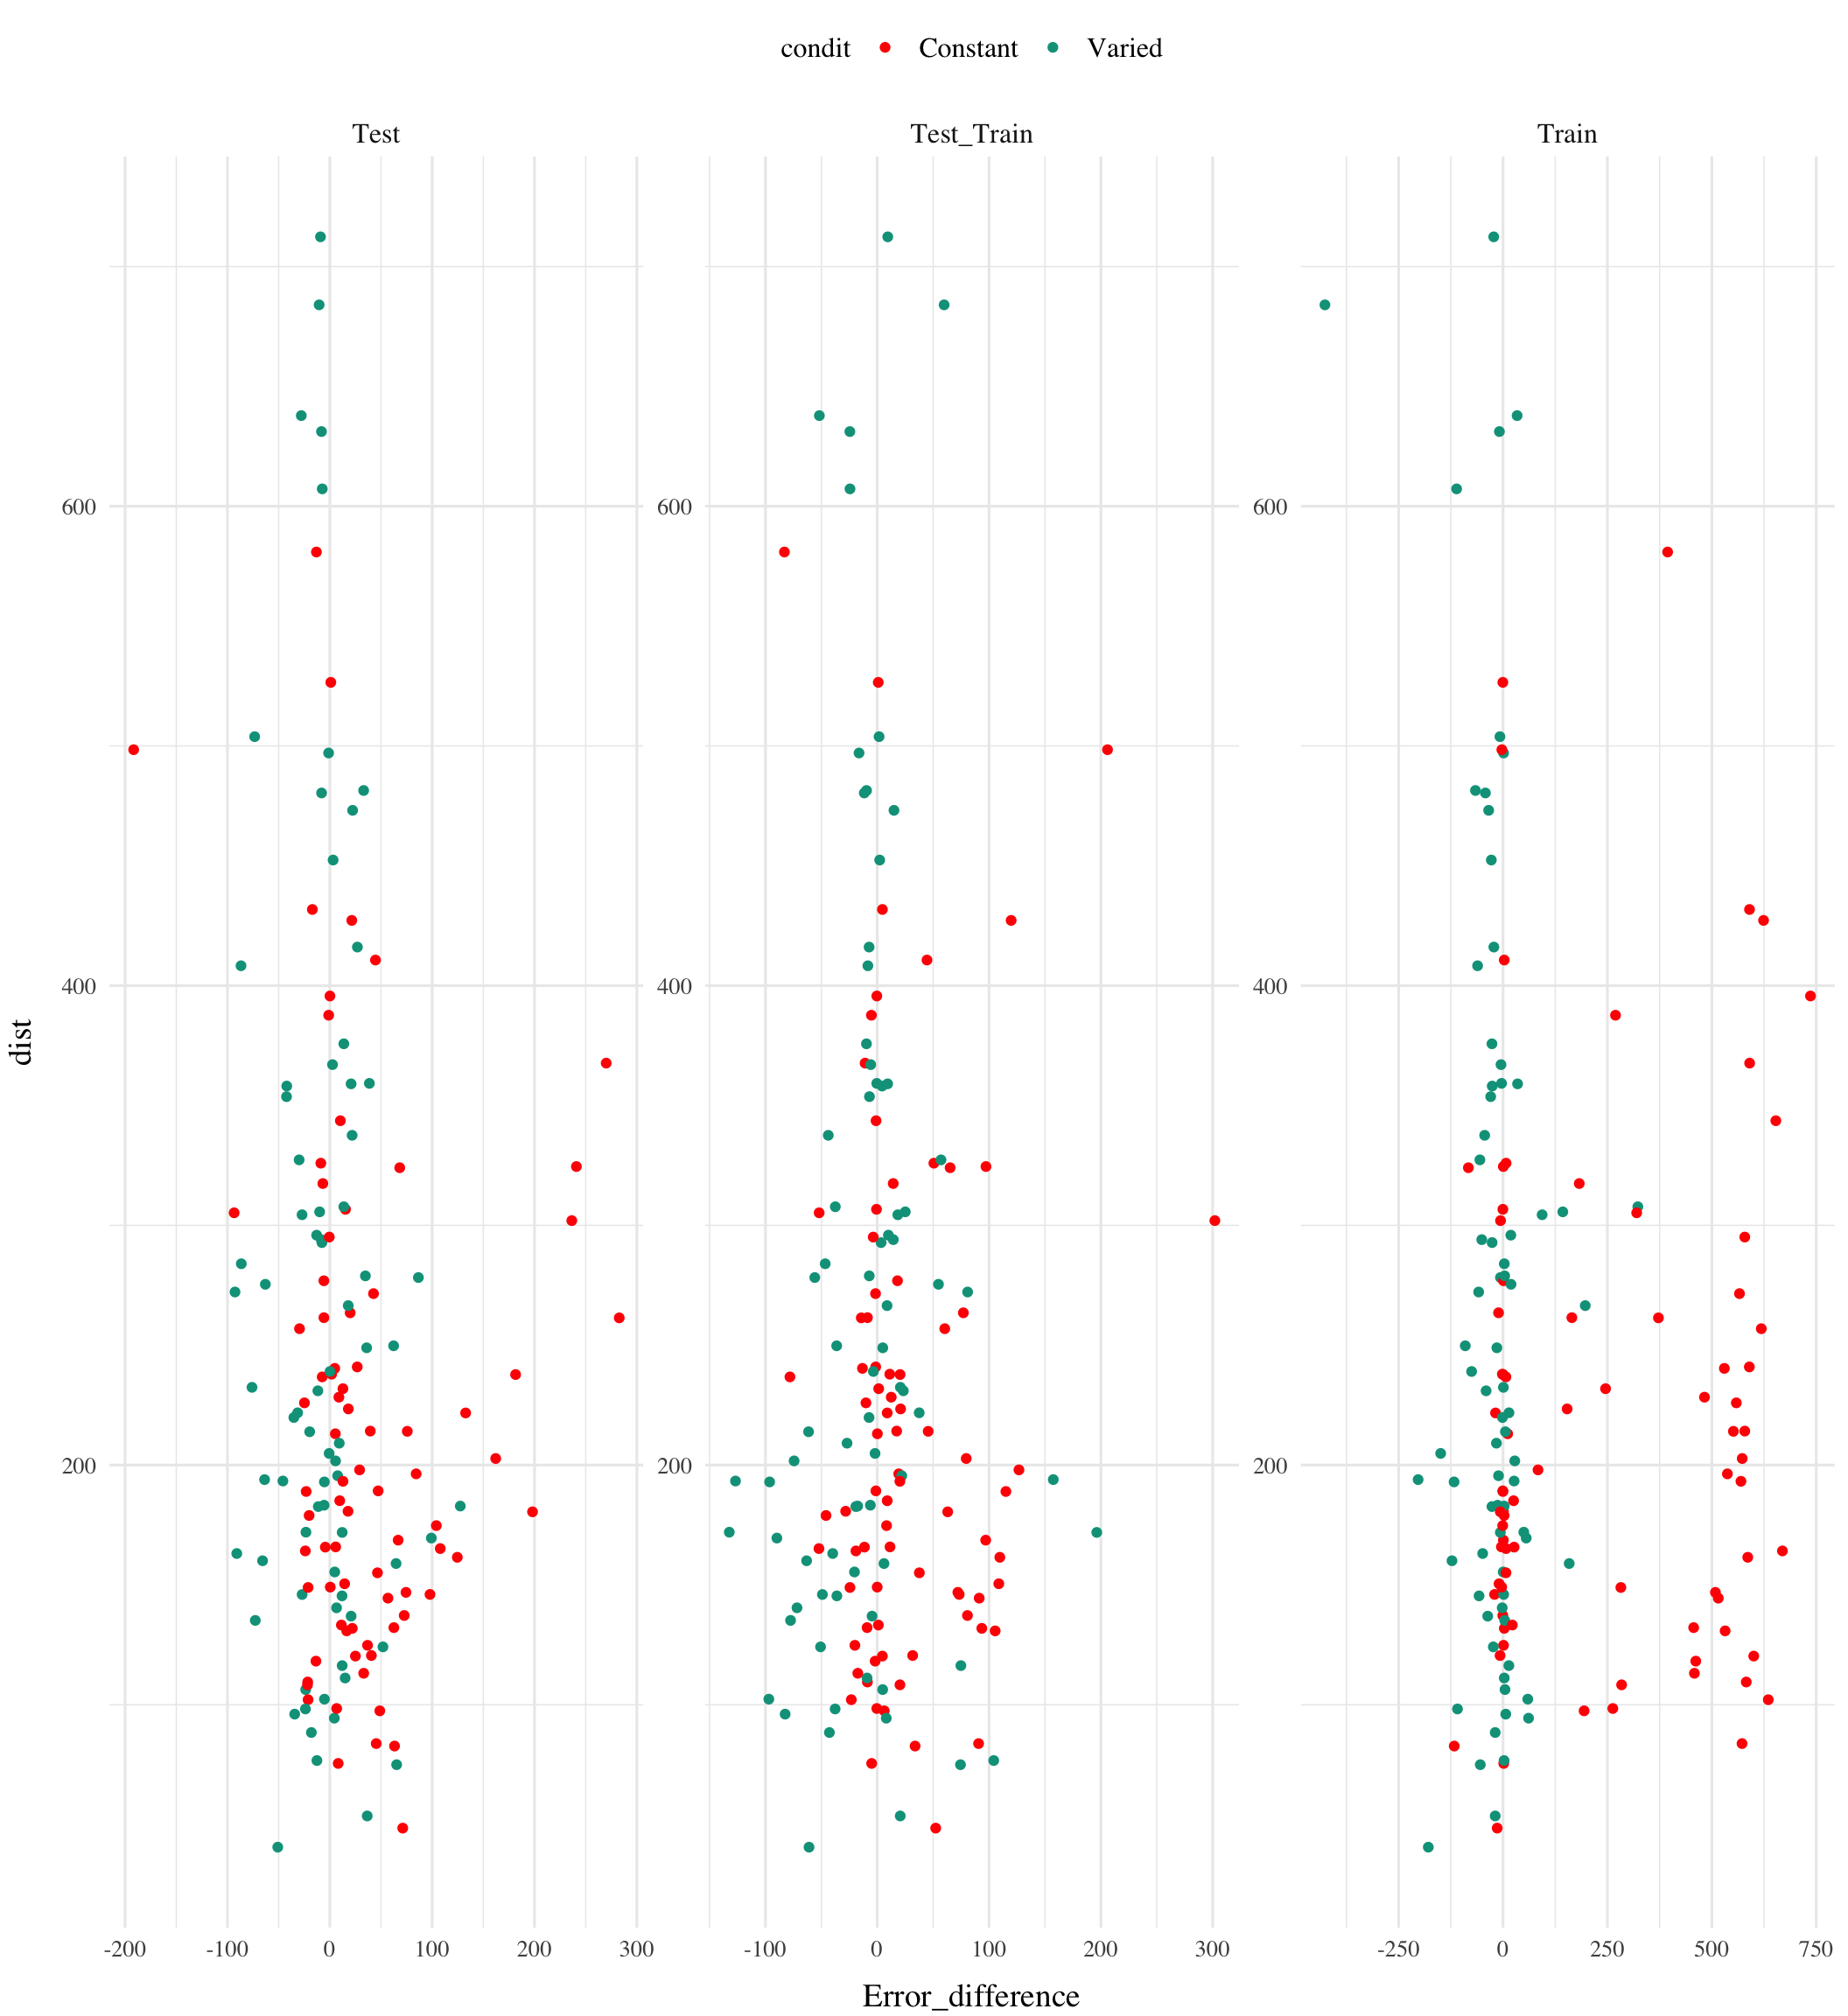 condit Constant Varied
Test Test_Train Train
600 600 600
400 400 400
dist
200 200 200
-200 -100 0 100 200 300 -100 0 100 200 300 -250 0 250 500 750
Error_difference